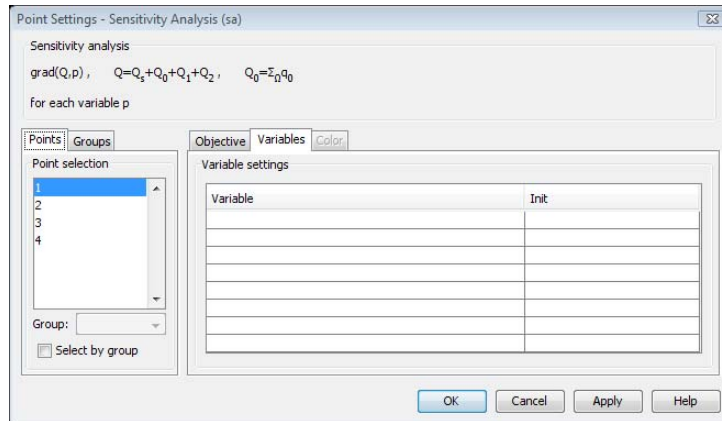 Point Settings - Sensitivity Analysis (sa)
Sensitivity analysis
grad(Q,p) , Q=Qₛ+Q₀+Q₁+Q₂ , Q₀=Σ_Ωq₀
for each variable p
Points Groups
Objective Variables Color
Point selection
Variable settings
1
2
3
4
Variable Init
Group:
Select by group
OK Cancel Apply Help